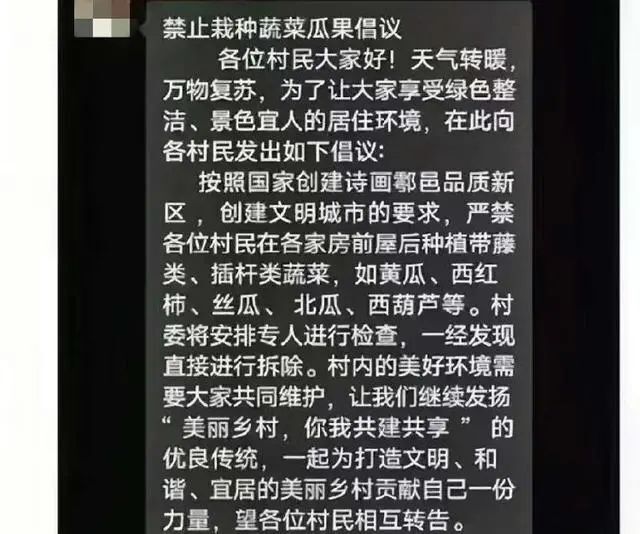 禁止栽种蔬菜瓜果倡议
各位村民大家好！天气转暖，
万物复苏，为了让大家享受绿色整
洁、景色宜人的居住环境，在此向
各村民发出如下倡议：
按照国家创建诗画鄠邑品质新
区，创建文明城市的要求，严禁
各位村民在各家房前屋后种植带藤
类、插杆类蔬菜，如黄瓜、西红
柿、丝瓜、北瓜、西葫芦等。村
委将安排专人进行检查，一经发现
直接进行拆除。村内的美好环境需
要大家共同维护，让我们继续发扬
“美丽乡村，你我共建共享”的
优良传统，一起为打造文明、和
谐、宜居的美丽乡村贡献自己一份
力量，望各位村民相互转告。